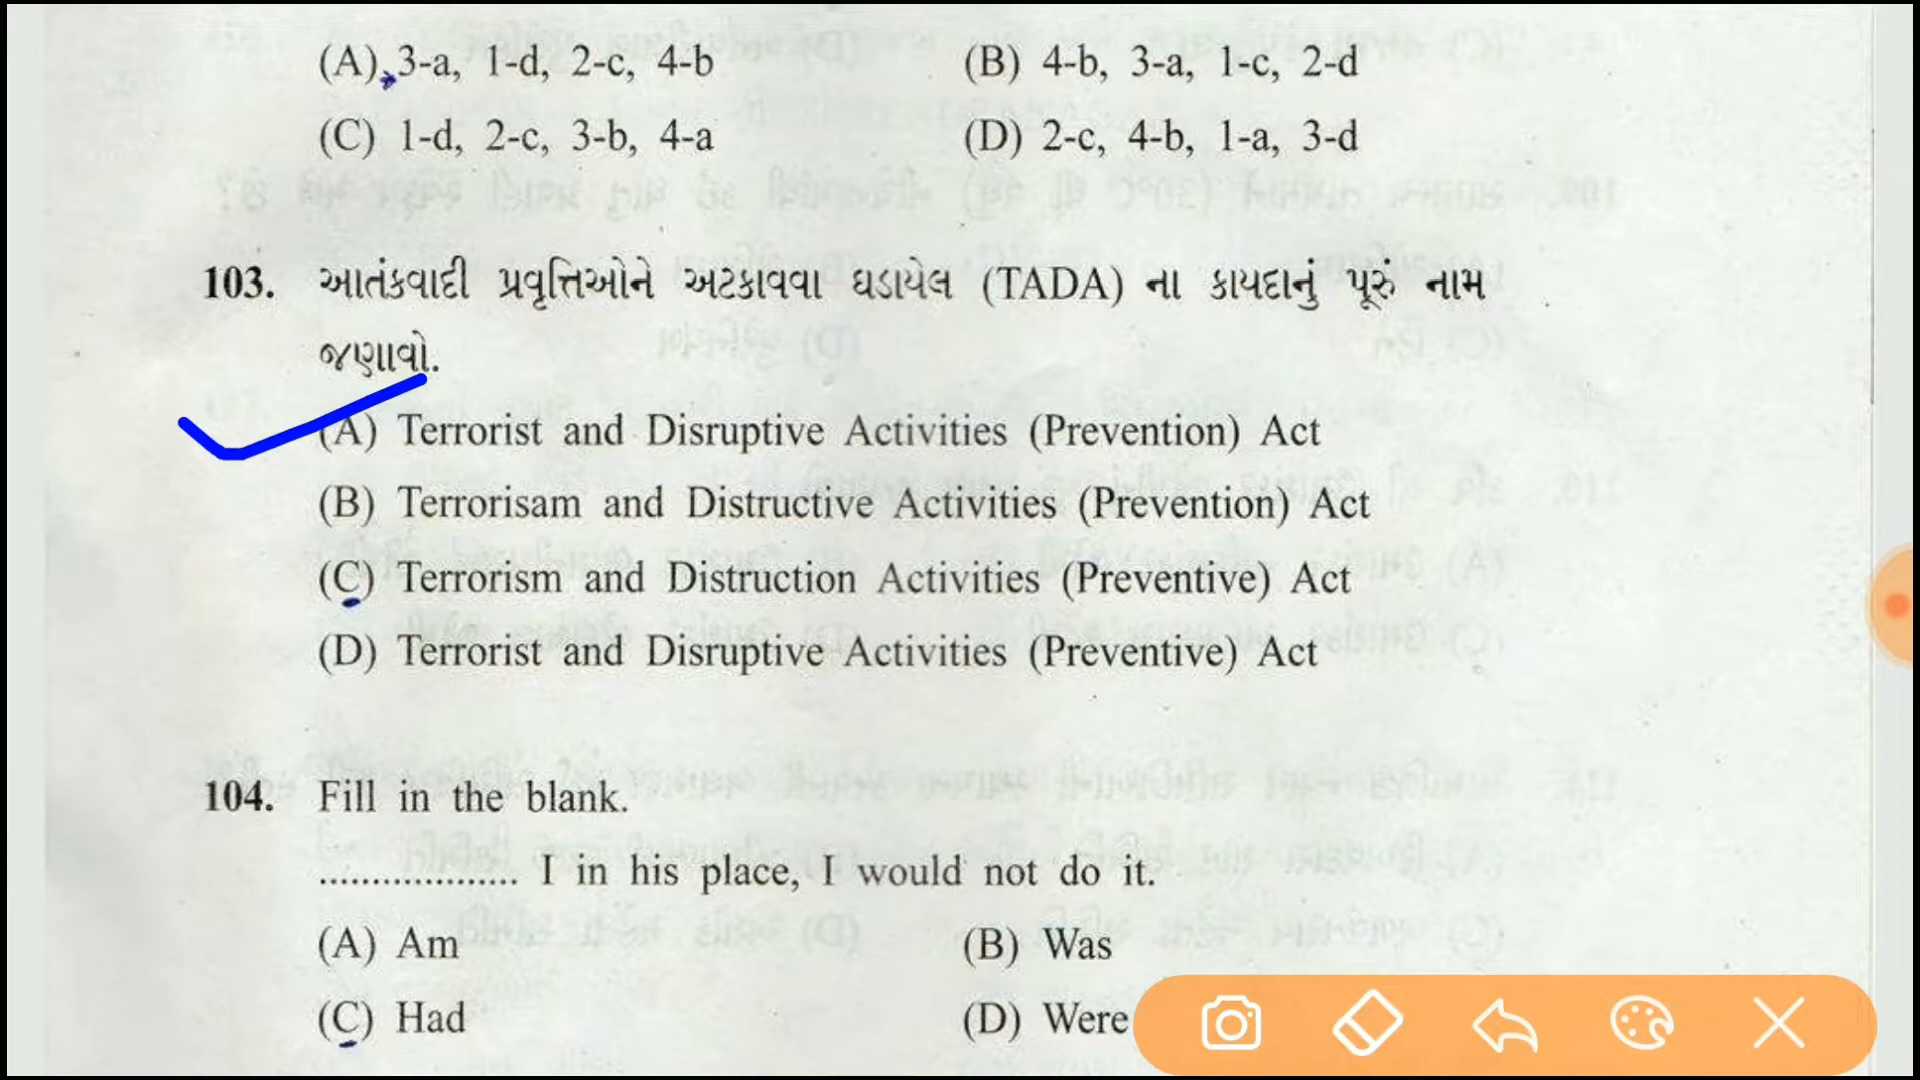 (A) 3-a, 1-d, 2-c, 4-b (B) 4-b, 3-a, 1-c, 2-d
(C) 1-d, 2-c, 3-b, 4-a (D) 2-c, 4-b, 1-a, 3-d
103. આતંકવાદી પ્રવૃત્તિઓને અટકાવવા ઘડાયેલ (TADA) ના કાયદાનું પૂરું નામ
જણાવો.
(A) Terrorist and Disruptive Activities (Prevention) Act
(B) Terrorisam and Distructive Activities (Prevention) Act
(C) Terrorism and Distruction Activities (Preventive) Act
(D) Terrorist and Disruptive Activities (Preventive) Act
104. Fill in the blank.
................... I in his place, I would not do it.
(A) Am (B) Was
(C) Had (D) Were